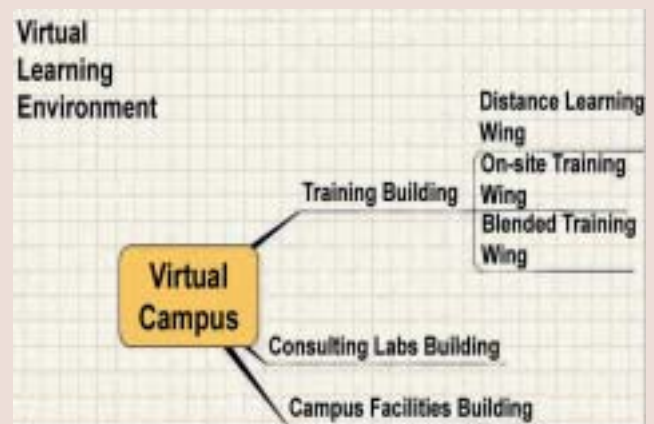 Virtual
Learning
Environment
Distance Learning
Wing
On-site Training
Wing
Training Building
Blended Training
Wing
Virtual
Campus
Consulting Labs Building
Campus Facilities Building